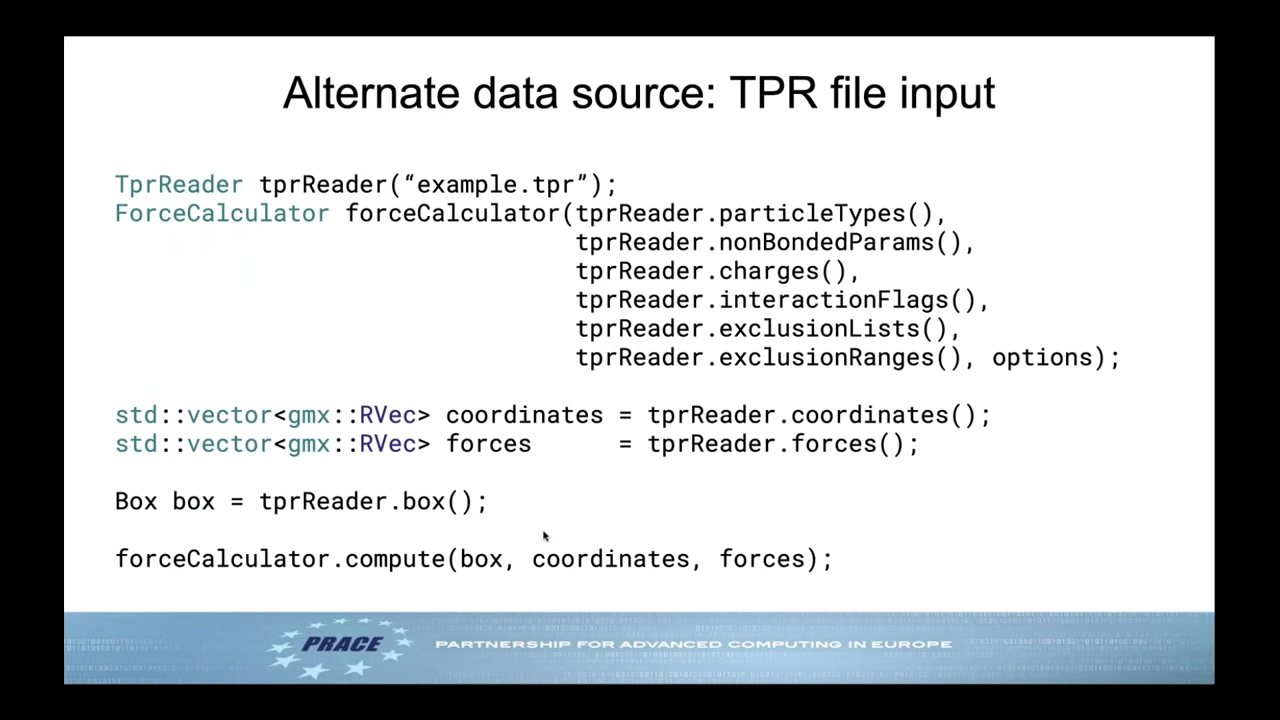 Alternate data source: TPR file input
TprReader tprReader(“example.tpr”);
ForceCalculator forceCalculator(tprReader.particleTypes(),
tprReader.nonBondedParams(),
tprReader.charges(),
tprReader.interactionFlags(),
tprReader.exclusionLists(),
tprReader.exclusionRanges(), options);
std::vector<gmx::RVec> coordinates = tprReader.coordinates();
std::vector<gmx::RVec> forces = tprReader.forces();
Box box = tprReader.box();
forceCalculator.compute(box, coordinates, forces);
PRACE
PARTNERSHIP FOR ADVANCED COMPUTING IN EUROPE